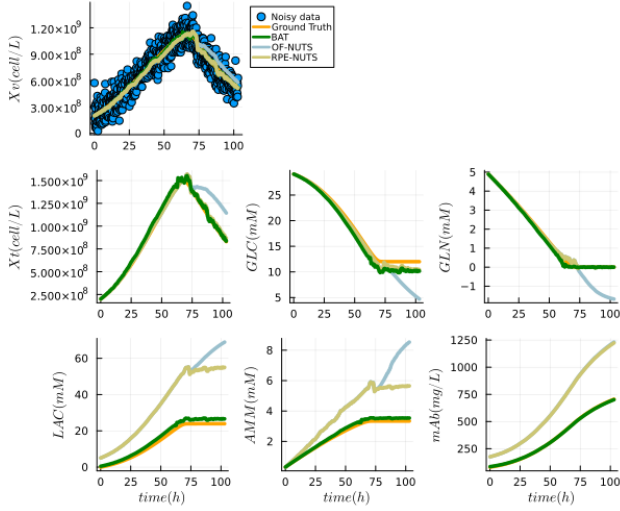 Xv(cell/L)
1.20×10⁹
9.00×10⁸
6.00×10⁸
3.00×10⁸
0
0 25 50 75 100
Noisy data
Ground Truth
BAT
OF-NUTS
RPE-NUTS
Xt(cell/L)
1.500×10⁹
1.250×10⁹
1.000×10⁹
7.500×10⁸
5.000×10⁸
2.500×10⁸
0 25 50 75 100
GLC(mM)
25
20
15
10
5
0 25 50 75 100
GLN(mM)
5
4
3
2
1
0
−1
0 25 50 75 100
LAC(mM)
60
40
20
0
0 25 50 75 100
time(h)
AMM(mM)
8
6
4
2
0 25 50 75 100
time(h)
mAb(mg/L)
1250
1000
750
500
250
0 25 50 75 100
time(h)